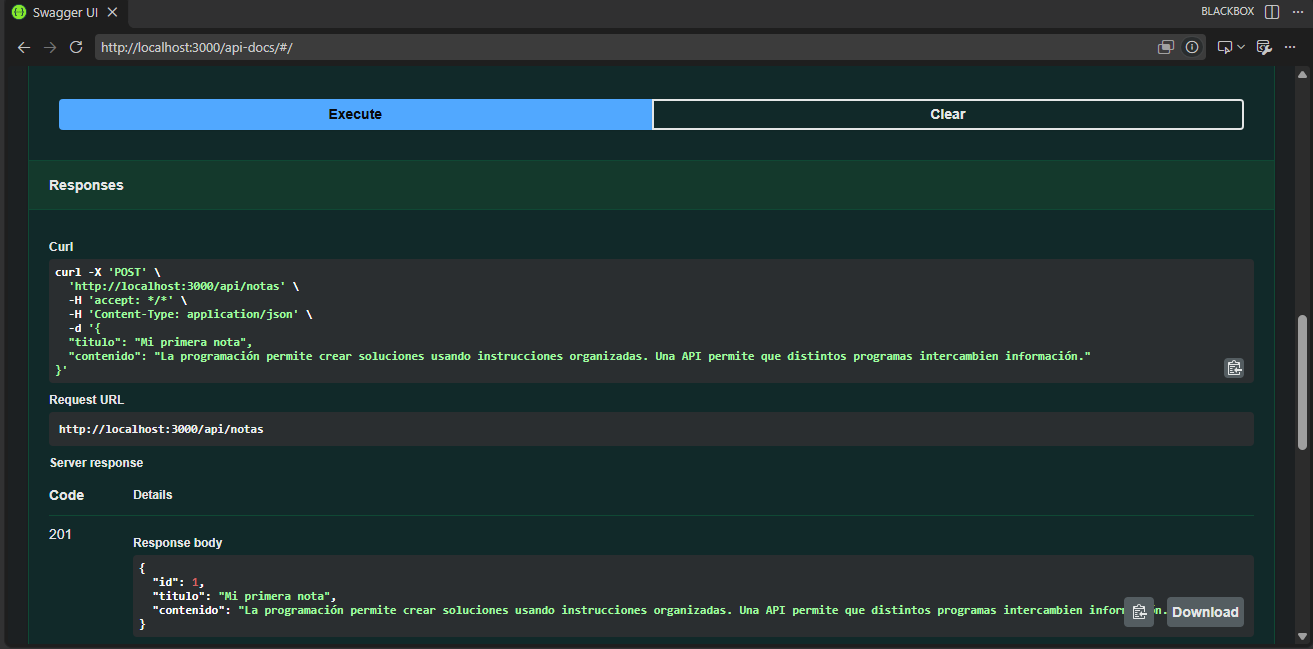 Swagger UI
BLACKBOX
http://localhost:3000/api-docs/#/
Execute
Clear
Responses
Curl
curl -X 'POST' \
  'http://localhost:3000/api/notas' \
  -H 'accept: */*' \
  -H 'Content-Type: application/json' \
  -d '{
  "titulo": "Mi primera nota",
  "contenido": "La programación permite crear soluciones usando instrucciones organizadas. Una API permite que distintos programas intercambien información."
}'
Request URL
http://localhost:3000/api/notas
Server response
Code
Details
201
Response body
{
  "id": 1,
  "titulo": "Mi primera nota",
  "contenido": "La programación permite crear soluciones usando instrucciones organizadas. Una API permite que distintos programas intercambien
}
Download